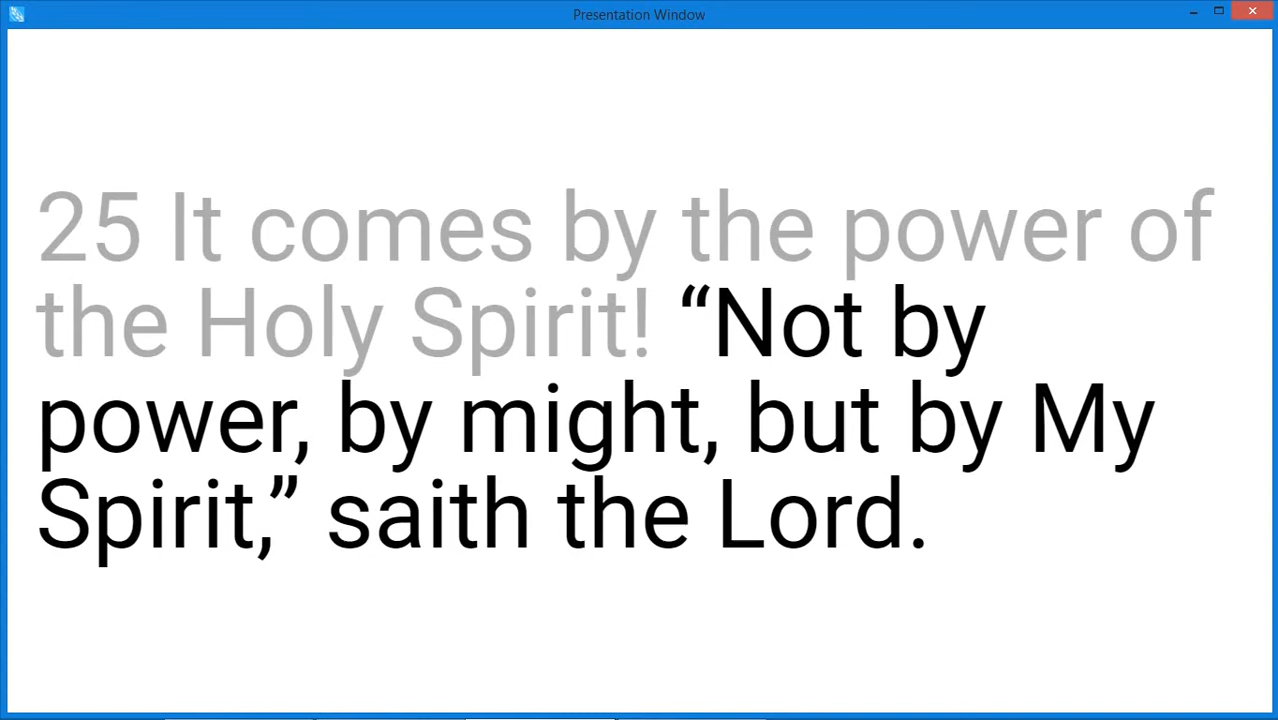 Presentation Window
25 It comes by the power of
the Holy Spirit! “Not by
power, by might, but by My
Spirit,” saith the Lord.